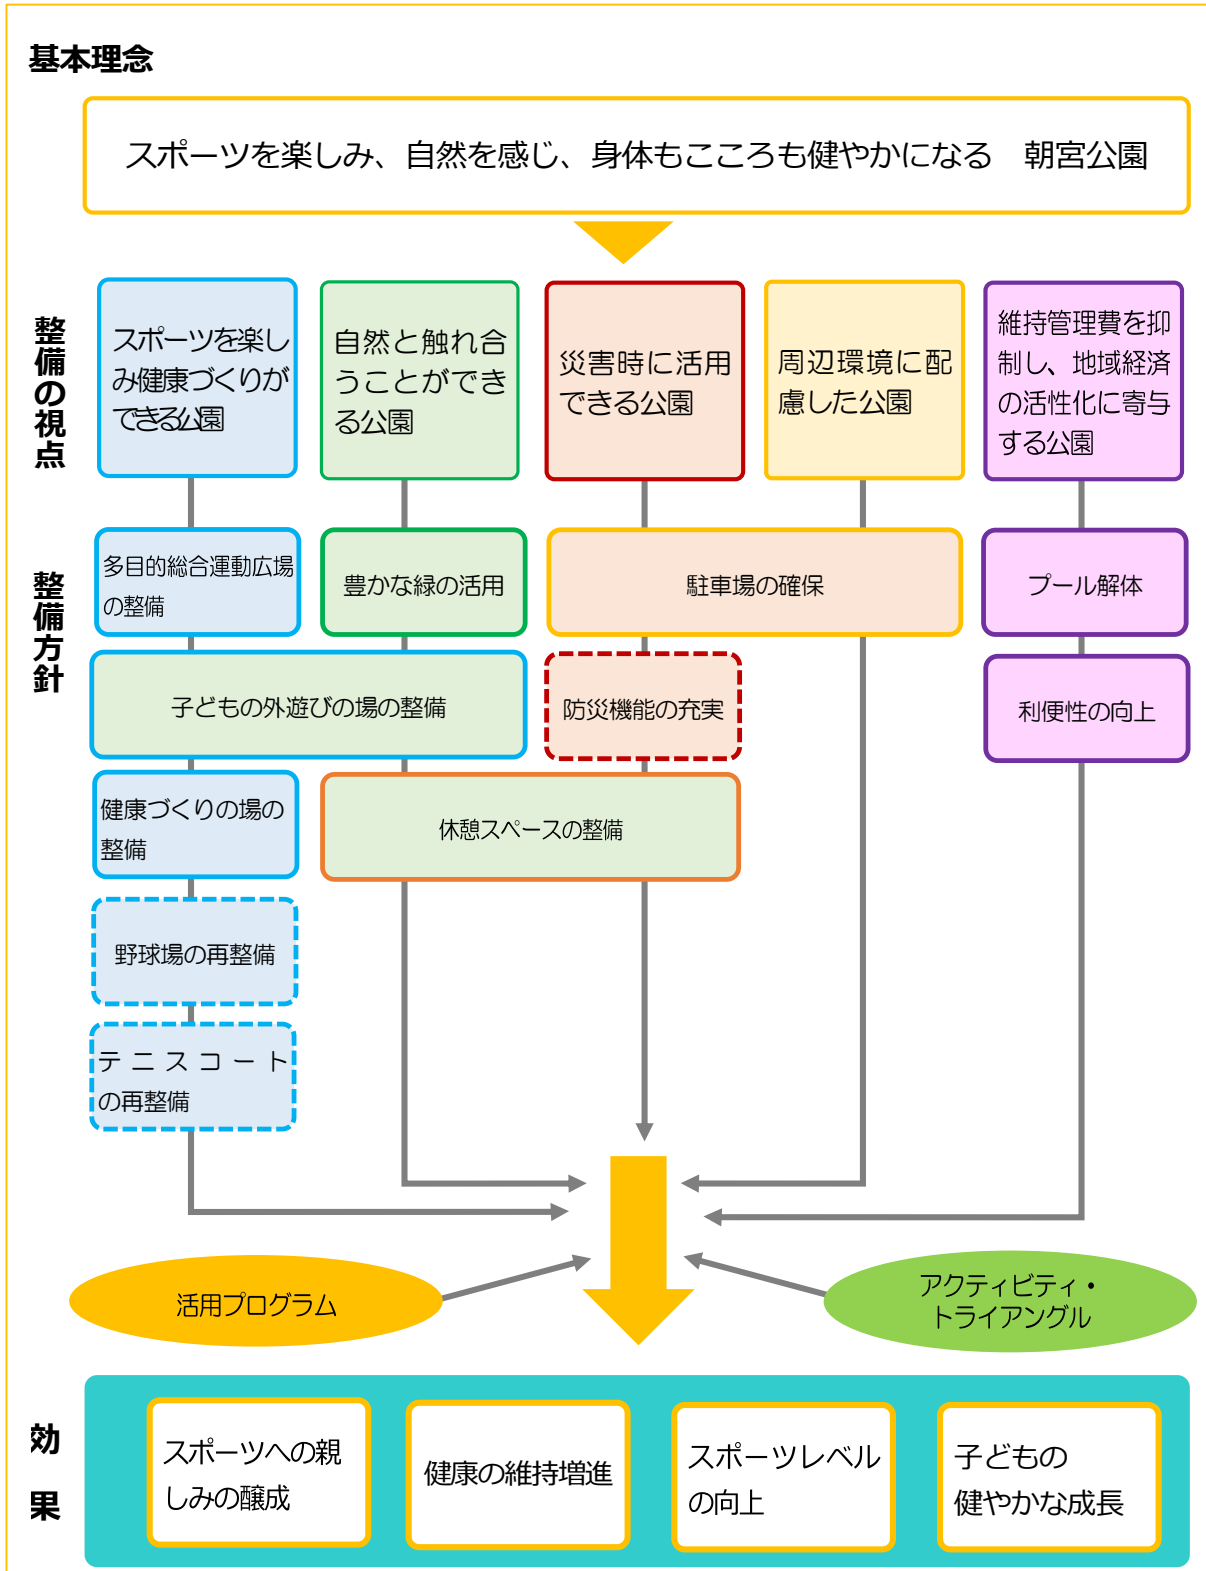 基本理念
スポーツを楽しみ、自然を感じ、身体もこころも健やかになる　朝宮公園
整備の視点
スポーツを楽し
み健康づくりが
できる公園
自然と触れ合
うことができ
る公園
災害時に活用
できる公園
周辺環境に配
慮した公園
維持管理費を抑
制し、地域経済
の活性化に寄与
する公園
整備方針
多目的総合運動広場
の整備
豊かな緑の活用
駐車場の確保
プール解体
子どもの外遊びの場の整備
防災機能の充実
利便性の向上
健康づくりの場の
整備
休憩スペースの整備
野球場の再整備
テニスコート
の再整備
活用プログラム
アクティビティ・
トライアングル
効果
スポーツへの親
しみの醸成
健康の維持増進
スポーツレベル
の向上
子どもの
健やかな成長